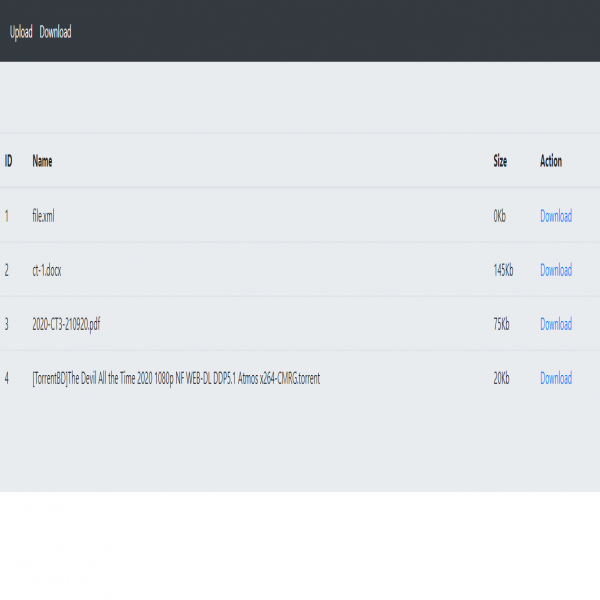 Upload Download
ID Name Size Action
1 file.xml 0Kb Download
2 ct-1.docx 145Kb Download
3 2020-CT3-210920.pdf 75Kb Download
4 [TorrentBD]The Devil All the Time 2020 1080p NF WEB-DL DDP5.1 Atmos x264-CMRG.torrent 20Kb Download